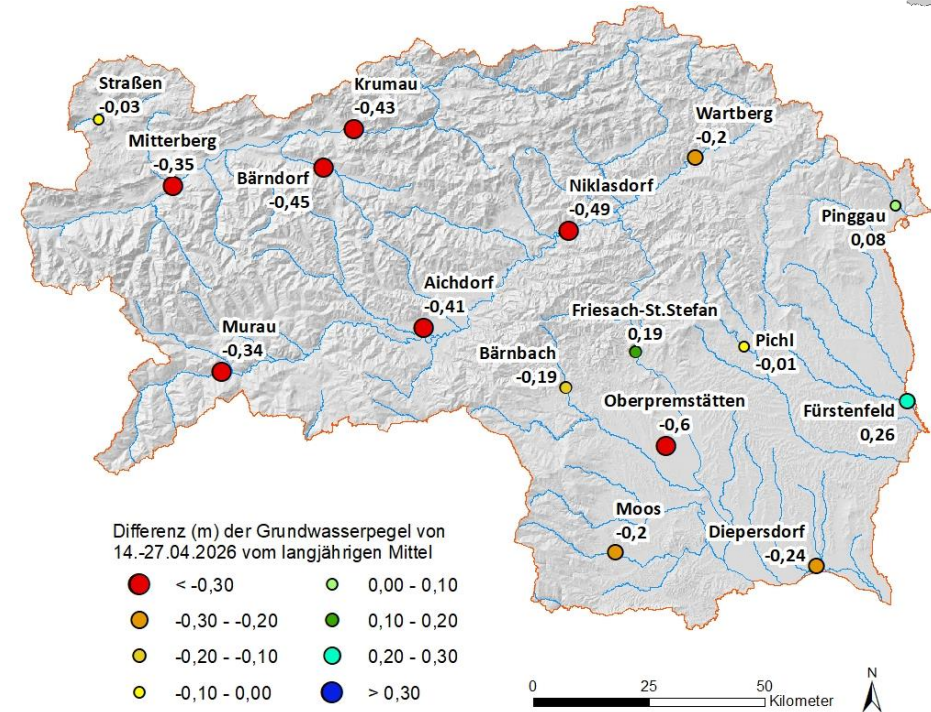 Straßen
-0,03
Krumau
-0,43
Wartberg
-0,2
Mitterberg
-0,35
Bärndorf
-0,45
Niklasdorf
-0,49
Pinggau
0,08
Aichdorf
-0,41
Friesach-St.Stefan
0,19
Murau
-0,34
Pichl
-0,01
Bärnbach
-0,19
Oberpremstätten
-0,6
Fürstenfeld
0,26
Moos
-0,2
Diepersdorf
-0,24
Differenz (m) der Grundwasserpegel von
14.-27.04.2026 vom langjährigen Mittel
< -0,30
-0,30 - -0,20
-0,20 - -0,10
-0,10 - 0,00
0,00 - 0,10
0,10 - 0,20
0,20 - 0,30
> 0,30
0 25 50
Kilometer
N